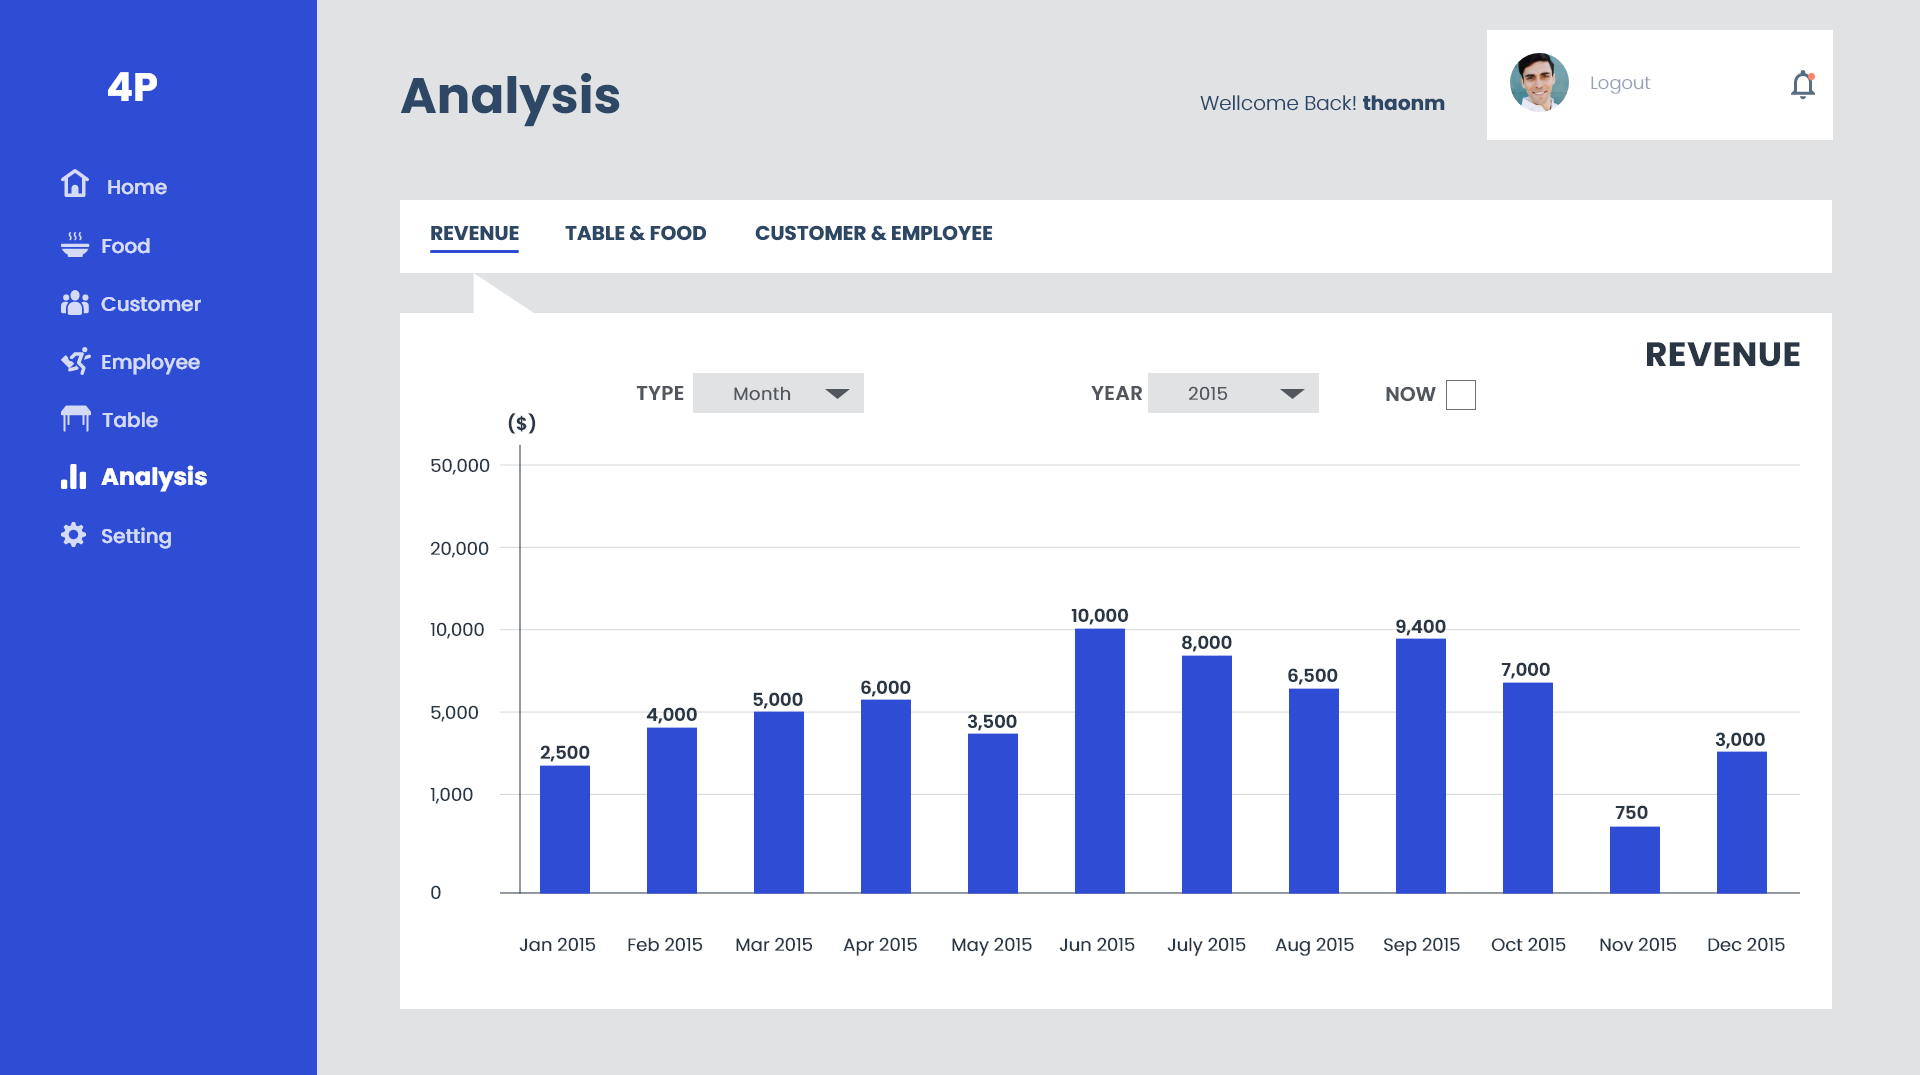 4P
Home
Food
Customer
Employee
Table
Analysis
Setting
Analysis
Wellcome Back! thaonm
Logout
REVENUE TABLE & FOOD CUSTOMER & EMPLOYEE
REVENUE
TYPE Month YEAR 2015 NOW
($)
50,000
20,000
10,000
5,000
1,000
0
2,500 4,000 5,000 6,000 3,500 10,000 8,000 6,500 9,400 7,000 750 3,000
Jan 2015 Feb 2015 Mar 2015 Apr 2015 May 2015 Jun 2015 July 2015 Aug 2015 Sep 2015 Oct 2015 Nov 2015 Dec 2015